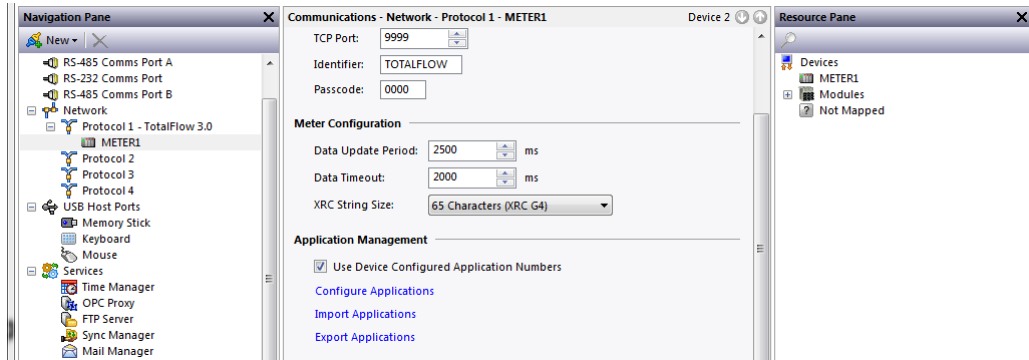 Navigation Pane
New
RS-485 Comms Port A
RS-232 Comms Port
RS-485 Comms Port B
Network
Protocol 1 - TotalFlow 3.0
METER1
Protocol 2
Protocol 3
Protocol 4
USB Host Ports
Memory Stick
Keyboard
Mouse
Services
Time Manager
OPC Proxy
FTP Server
Sync Manager
Mail Manager
Communications - Network - Protocol 1 - METER1 Device 2
TCP Port: 9999
Identifier: TOTALFLOW
Passcode: 0000
Meter Configuration
Data Update Period: 2500 ms
Data Timeout: 2000 ms
XRC String Size: 65 Characters (XRC G4)
Application Management
Use Device Configured Application Numbers
Configure Applications
Import Applications
Export Applications
Resource Pane
Devices
METER1
Modules
Not Mapped